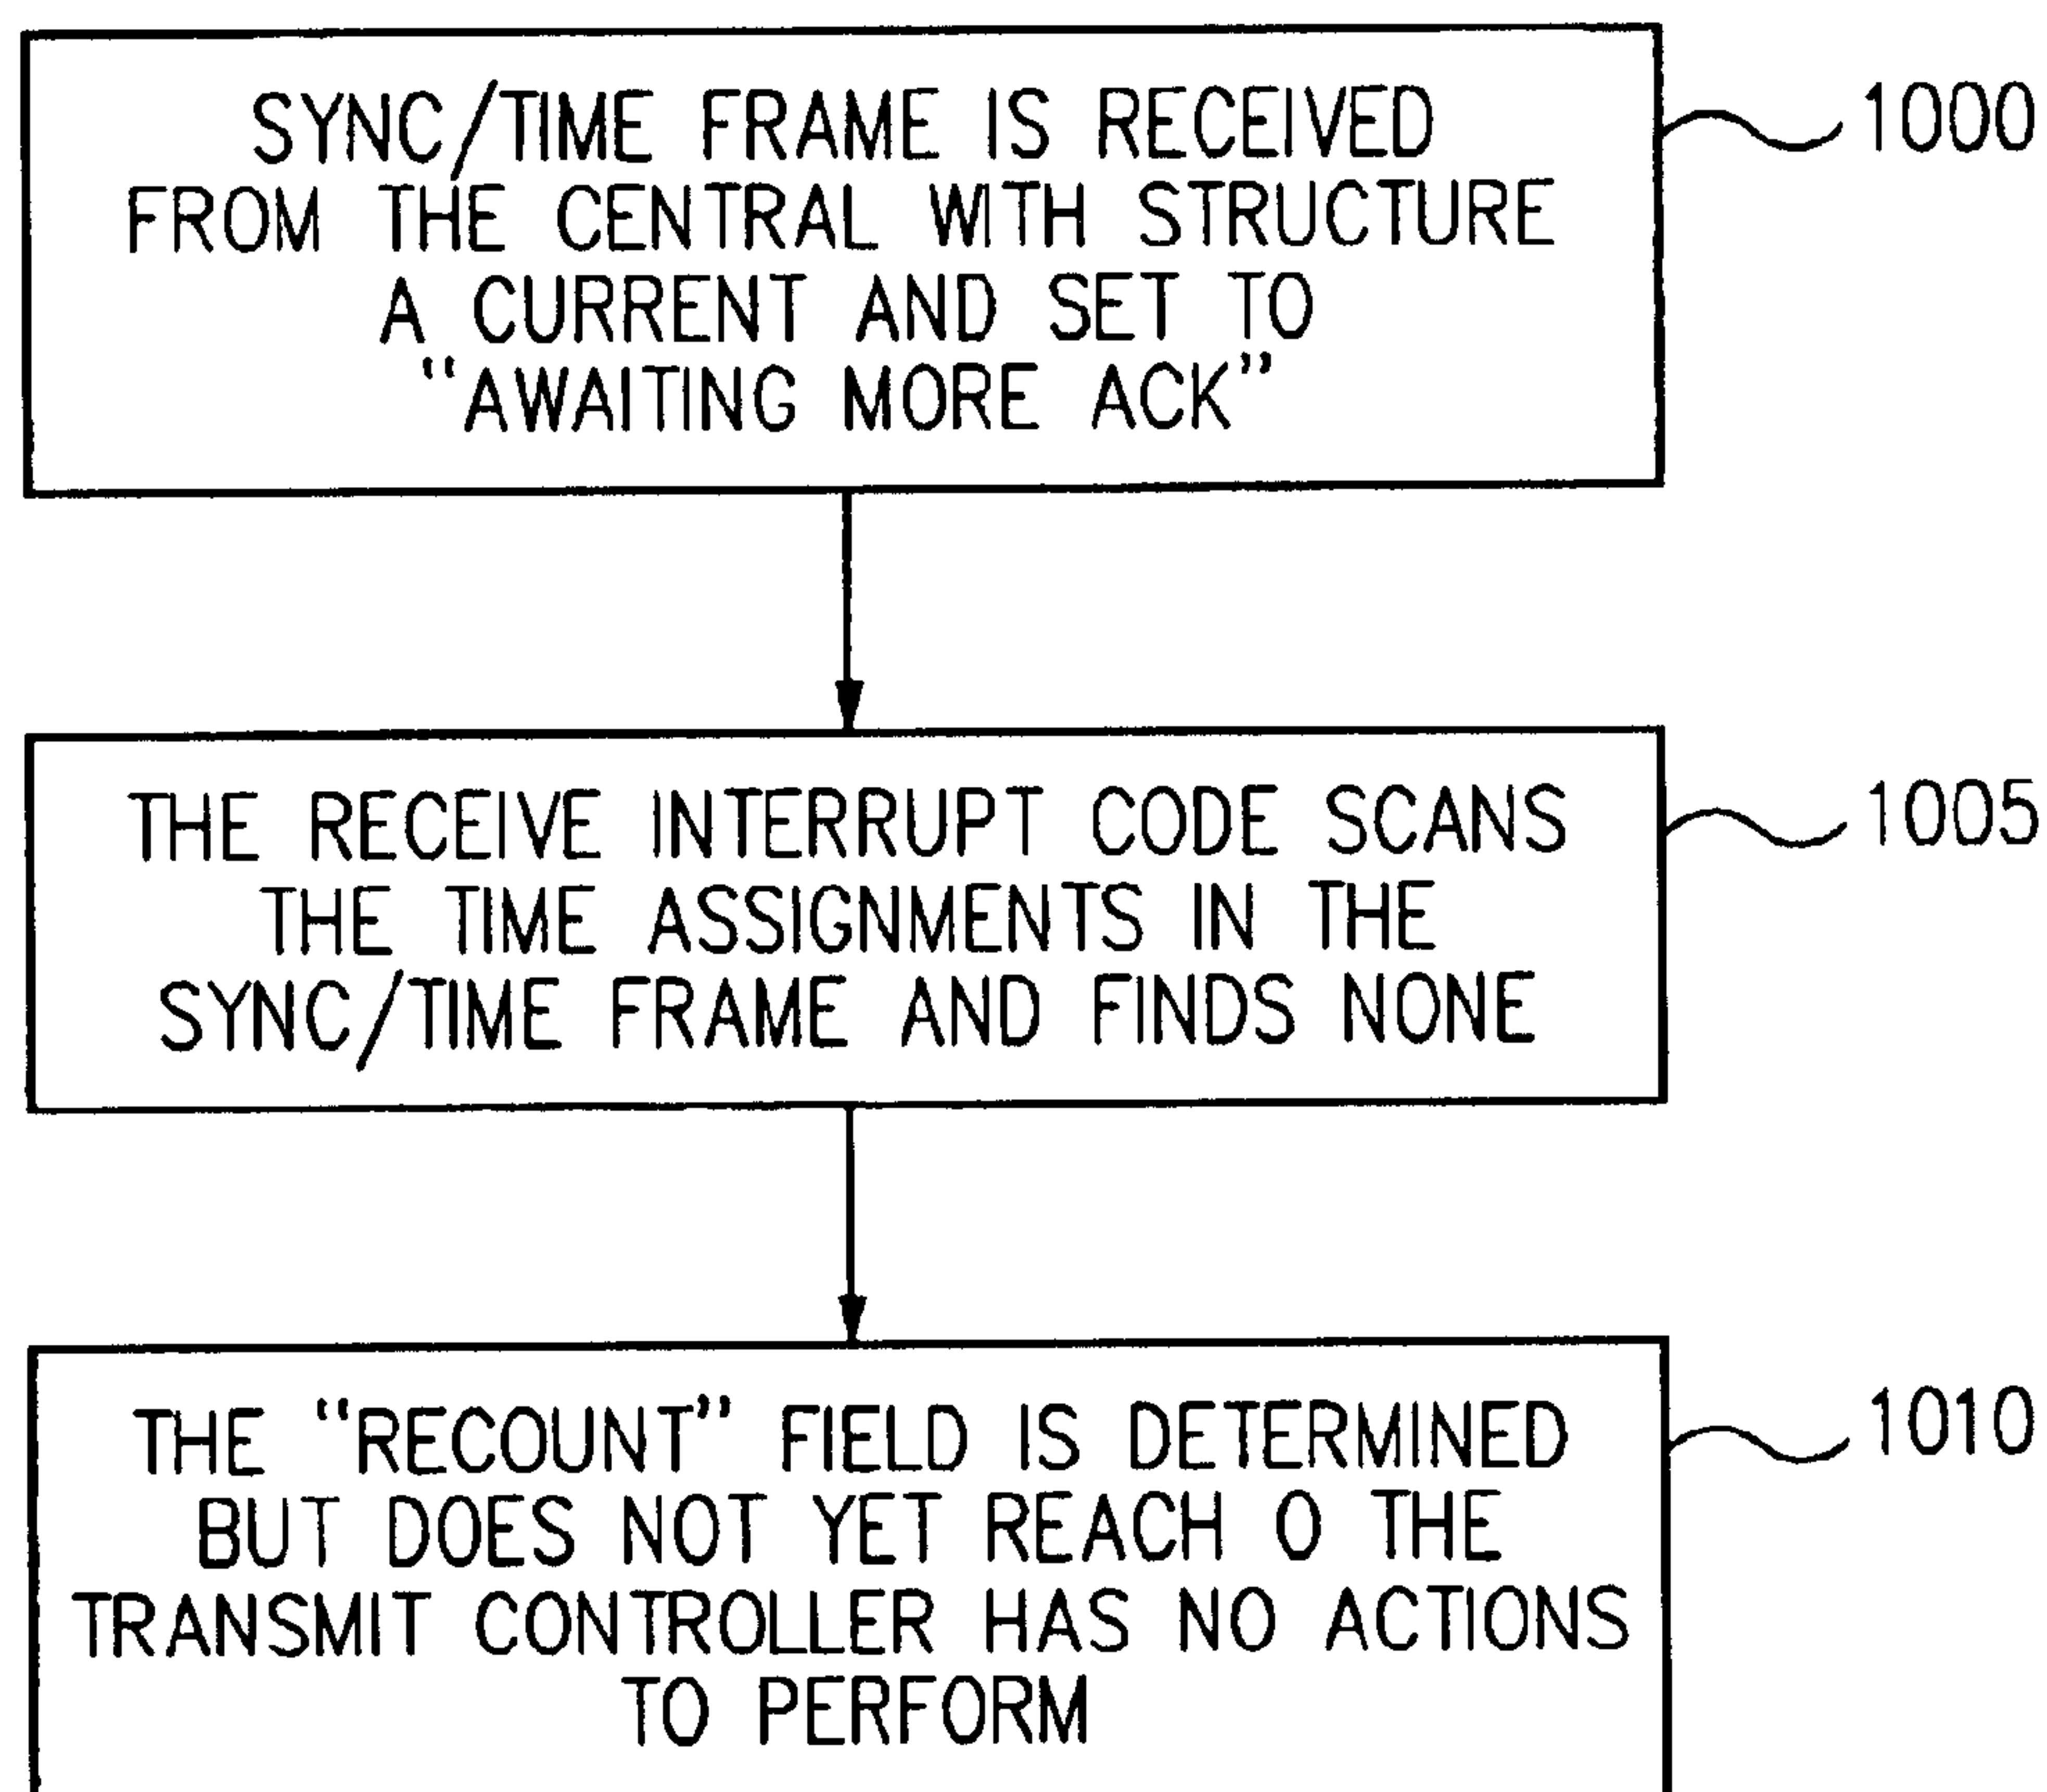 SYNC/TIME FRAME IS RECEIVED
FROM THE CENTRAL WITH STRUCTURE
A CURRENT AND SET TO
“AWAITING MORE ACK”
1000
THE RECEIVE INTERRUPT CODE SCANS
THE TIME ASSIGNMENTS IN THE
SYNC/TIME FRAME AND FINDS NONE
1005
THE “RECOUNT” FIELD IS DETERMINED
BUT DOES NOT YET REACH O THE
TRANSMIT CONTROLLER HAS NO ACTIONS
TO PERFORM
1010